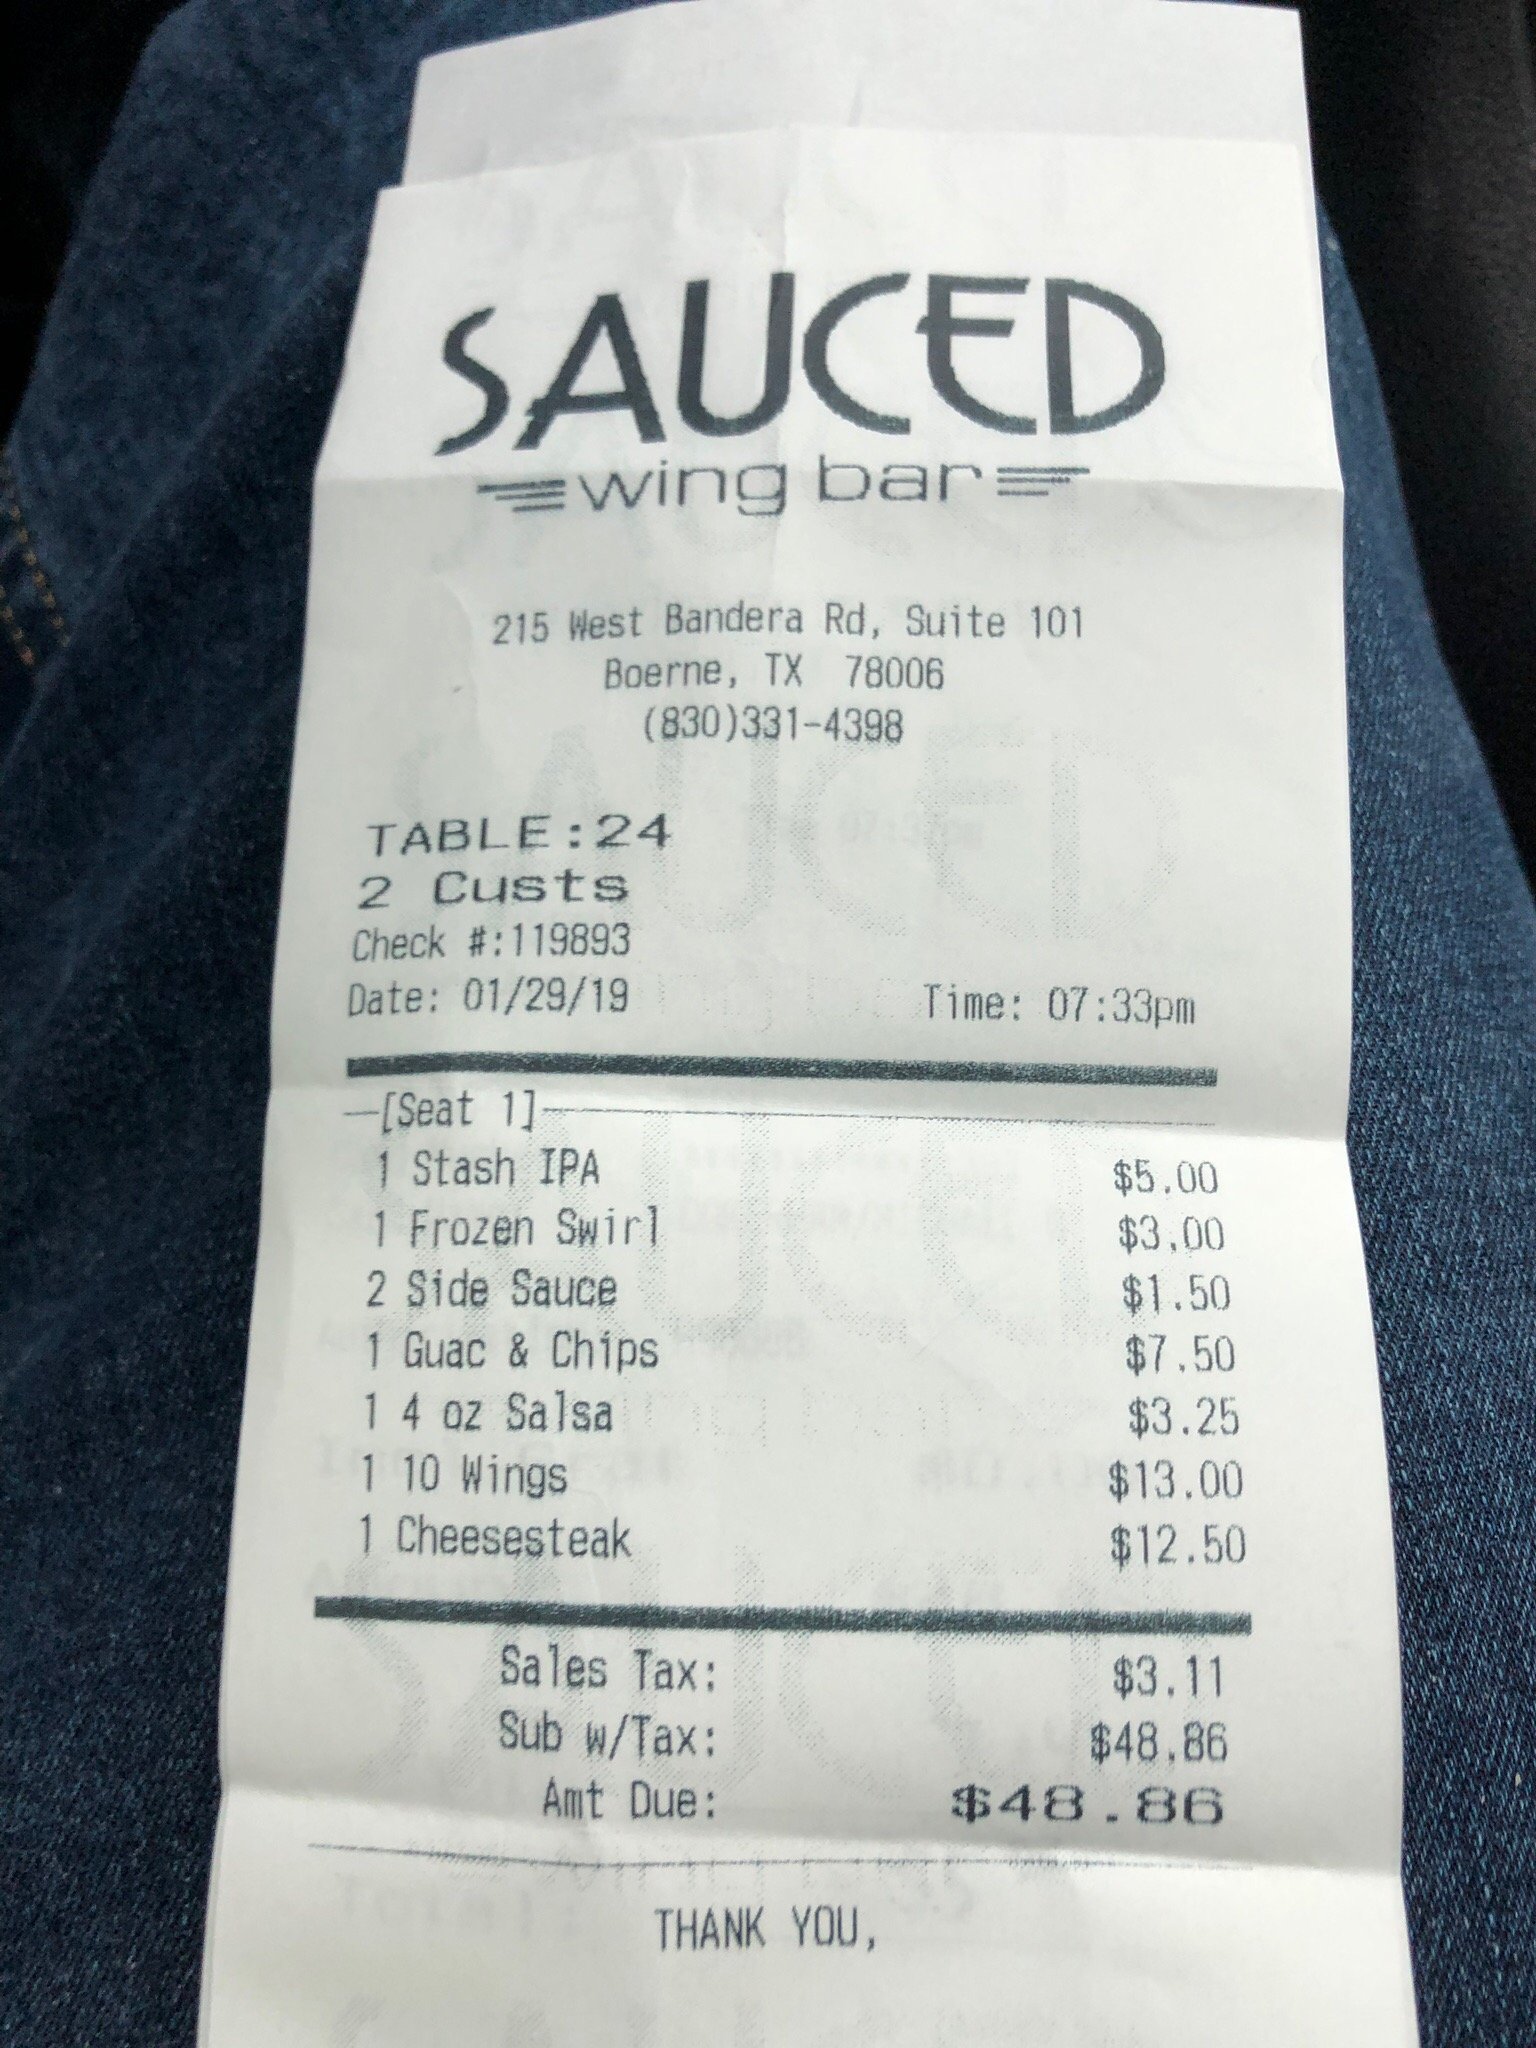 SAUCED
wing bar
215 West Bandera Rd, Suite 101
Boerne, TX 78006
(830)331-4398
TABLE:24
2 Custs
Check #:119893
Date: 01/29/19 Time: 07:33pm
[Seat 1]
1 Stash IPA $5.00
1 Frozen Swirl $3.00
2 Side Sauce $1.50
1 Guac & Chips $7.50
1 4 oz Salsa $3.25
1 10 Wings $13.00
1 Cheesesteak $12.50
Sales Tax: $3.11
Sub w/Tax: $48.86
Amt Due: $48.86
THANK YOU,